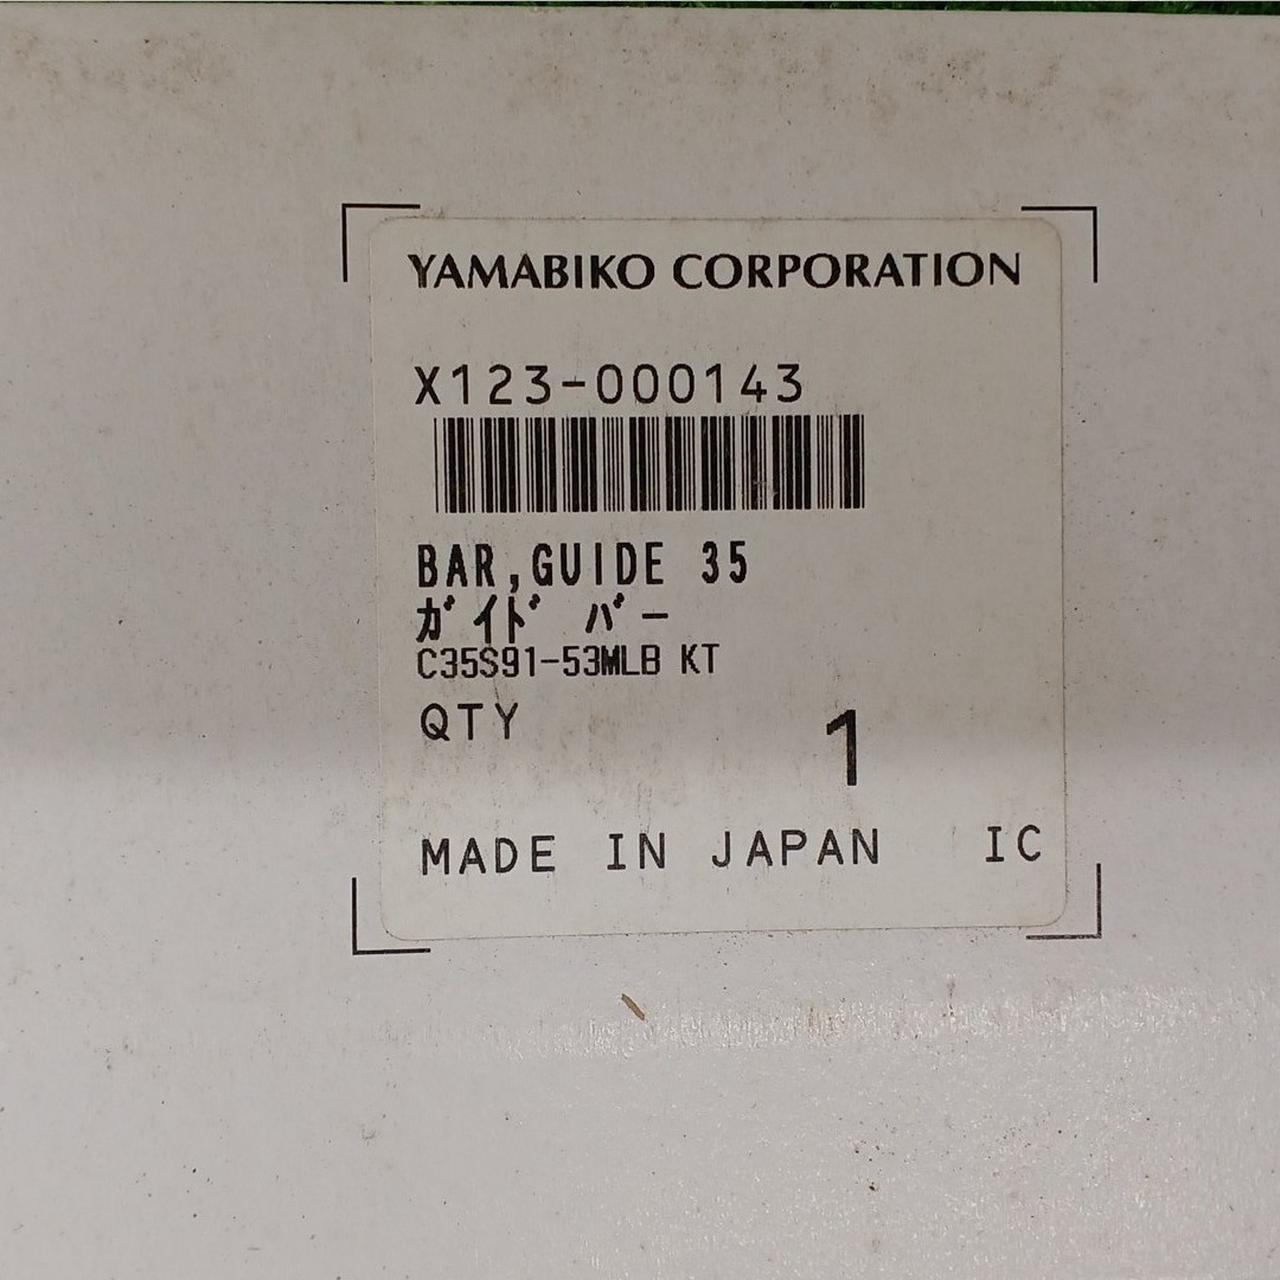 YAMABIKO CORPORATION
X123-000143
BAR,GUIDE 35
ガイド バー
C35S91-53MLB KT
QTY 1
MADE IN JAPAN IC